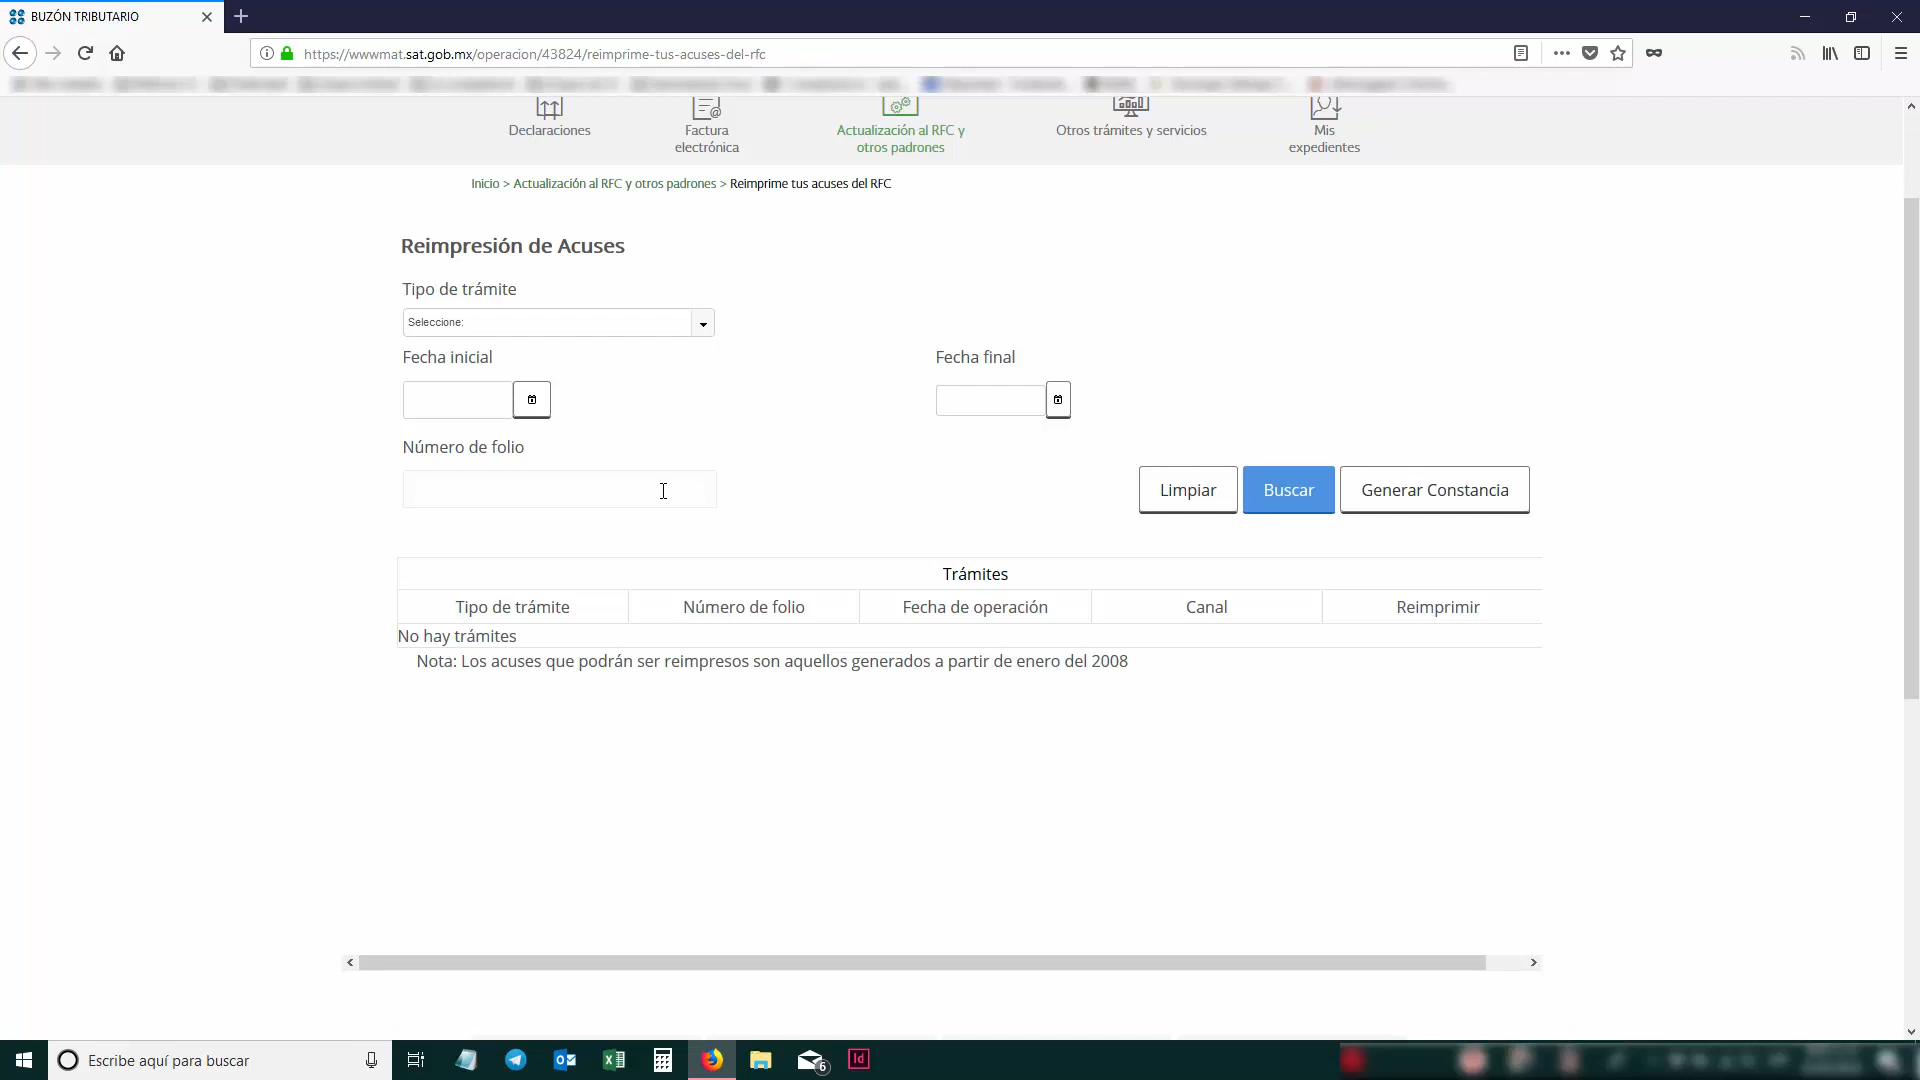 BUZÓN TRIBUTARIO
https://wwwmat.sat.gob.mx/operacion/43824/reimprime-tus-acuses-del-rfc
Declaraciones
Factura
electrónica
Actualización al RFC y
otros padrones
Otros trámites y servicios
Mis
expedientes
Inicio > Actualización al RFC y otros padrones > Reimprime tus acuses del RFC
Reimpresión de Acuses
Tipo de trámite
Seleccione:
Fecha inicial
Fecha final
Número de folio
Limpiar
Buscar
Generar Constancia
Trámites
Tipo de trámite
Número de folio
Fecha de operación
Canal
Reimprimir
No hay trámites
Nota: Los acuses que podrán ser reimpresos son aquellos generados a partir de enero del 2008
Escribe aquí para buscar
6
Id